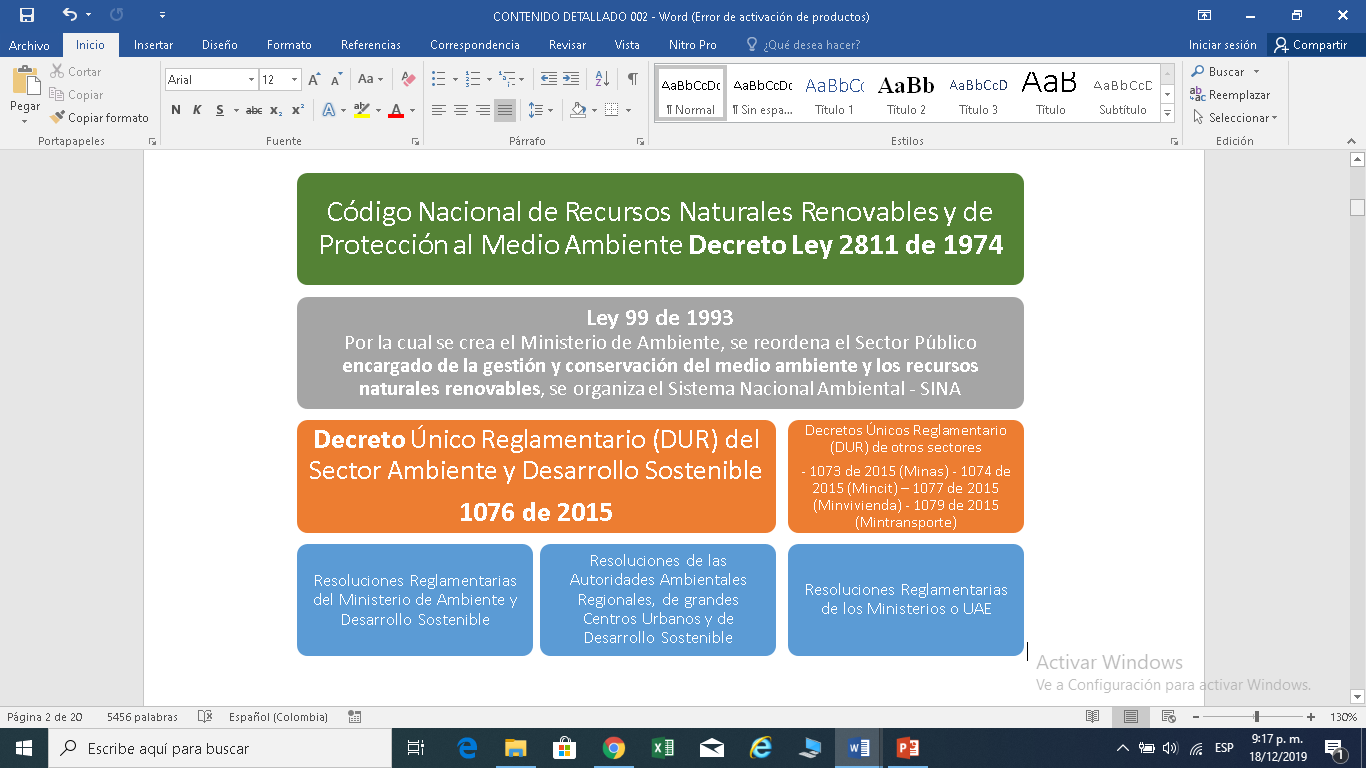 CONTENIDO DETALLADO 002 - Word (Error de activación de productos)
Archivo Inicio Insertar Diseño Formato Referencias Correspondencia Revisar Vista Nitro Pro ¿Qué desea hacer? Iniciar sesión Compartir
Pegar
Cortar
Copiar
Copiar formato
Portapapeles
Arial 12
N K S abc x₂ x²
Fuente
Párrafo
AaBbCcDc AaBbCcDc AaBbCc AaBb AaBbCcD AaB AaBbCcD
¶ Normal ¶ Sin espa... Título 1 Título 2 Título 3 Título Subtítulo
Estilos
Buscar
Reemplazar
Seleccionar
Edición
Código Nacional de Recursos Naturales Renovables y de
Protección al Medio Ambiente Decreto Ley 2811 de 1974
Ley 99 de 1993
Por la cual se crea el Ministerio de Ambiente, se reordena el Sector Público
encargado de la gestión y conservación del medio ambiente y los recursos
naturales renovables, se organiza el Sistema Nacional Ambiental - SINA
Decreto Único Reglamentario (DUR) del
Sector Ambiente y Desarrollo Sostenible
1076 de 2015
Decretos Únicos Reglamentario
(DUR) de otros sectores
- 1073 de 2015 (Minas) - 1074 de
2015 (Mincit) – 1077 de 2015
(Minvivienda) - 1079 de 2015
(Mintransporte)
Resoluciones Reglamentarias
del Ministerio de Ambiente y
Desarrollo Sostenible
Resoluciones de las
Autoridades Ambientales
Regionales, de grandes
Centros Urbanos y de
Desarrollo Sostenible
Resoluciones Reglamentarias
de los Ministerios o UAE
Activar Windows
Ve a Configuración para activar Windows.
Página 2 de 20 5456 palabras Español (Colombia) 130%
Escribe aquí para buscar
ESP
9:17 p. m.
18/12/2019